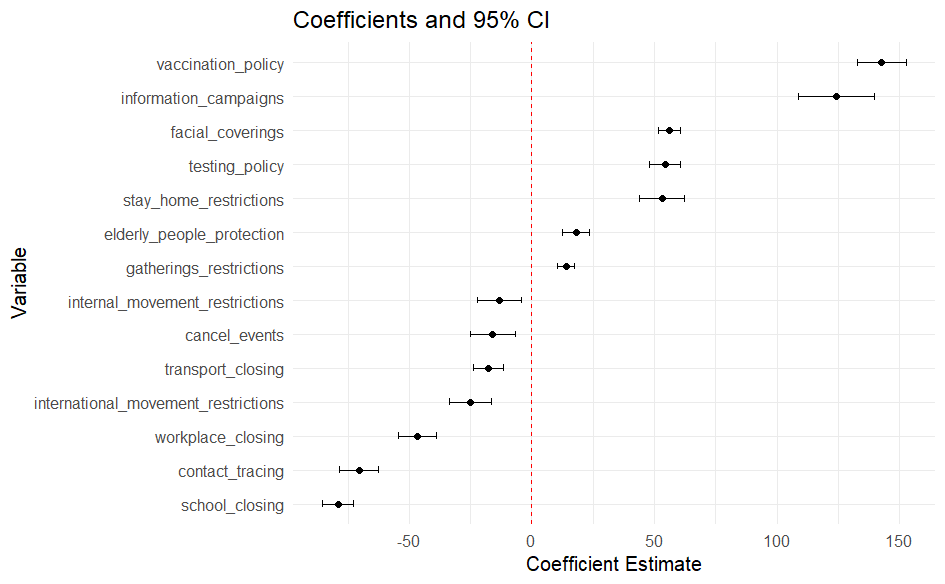 Coefficients and 95% CI
Variable
vaccination_policy
information_campaigns
facial_coverings
testing_policy
stay_home_restrictions
elderly_people_protection
gatherings_restrictions
internal_movement_restrictions
cancel_events
transport_closing
international_movement_restrictions
workplace_closing
contact_tracing
school_closing
-50 0 50 100 150
Coefficient Estimate